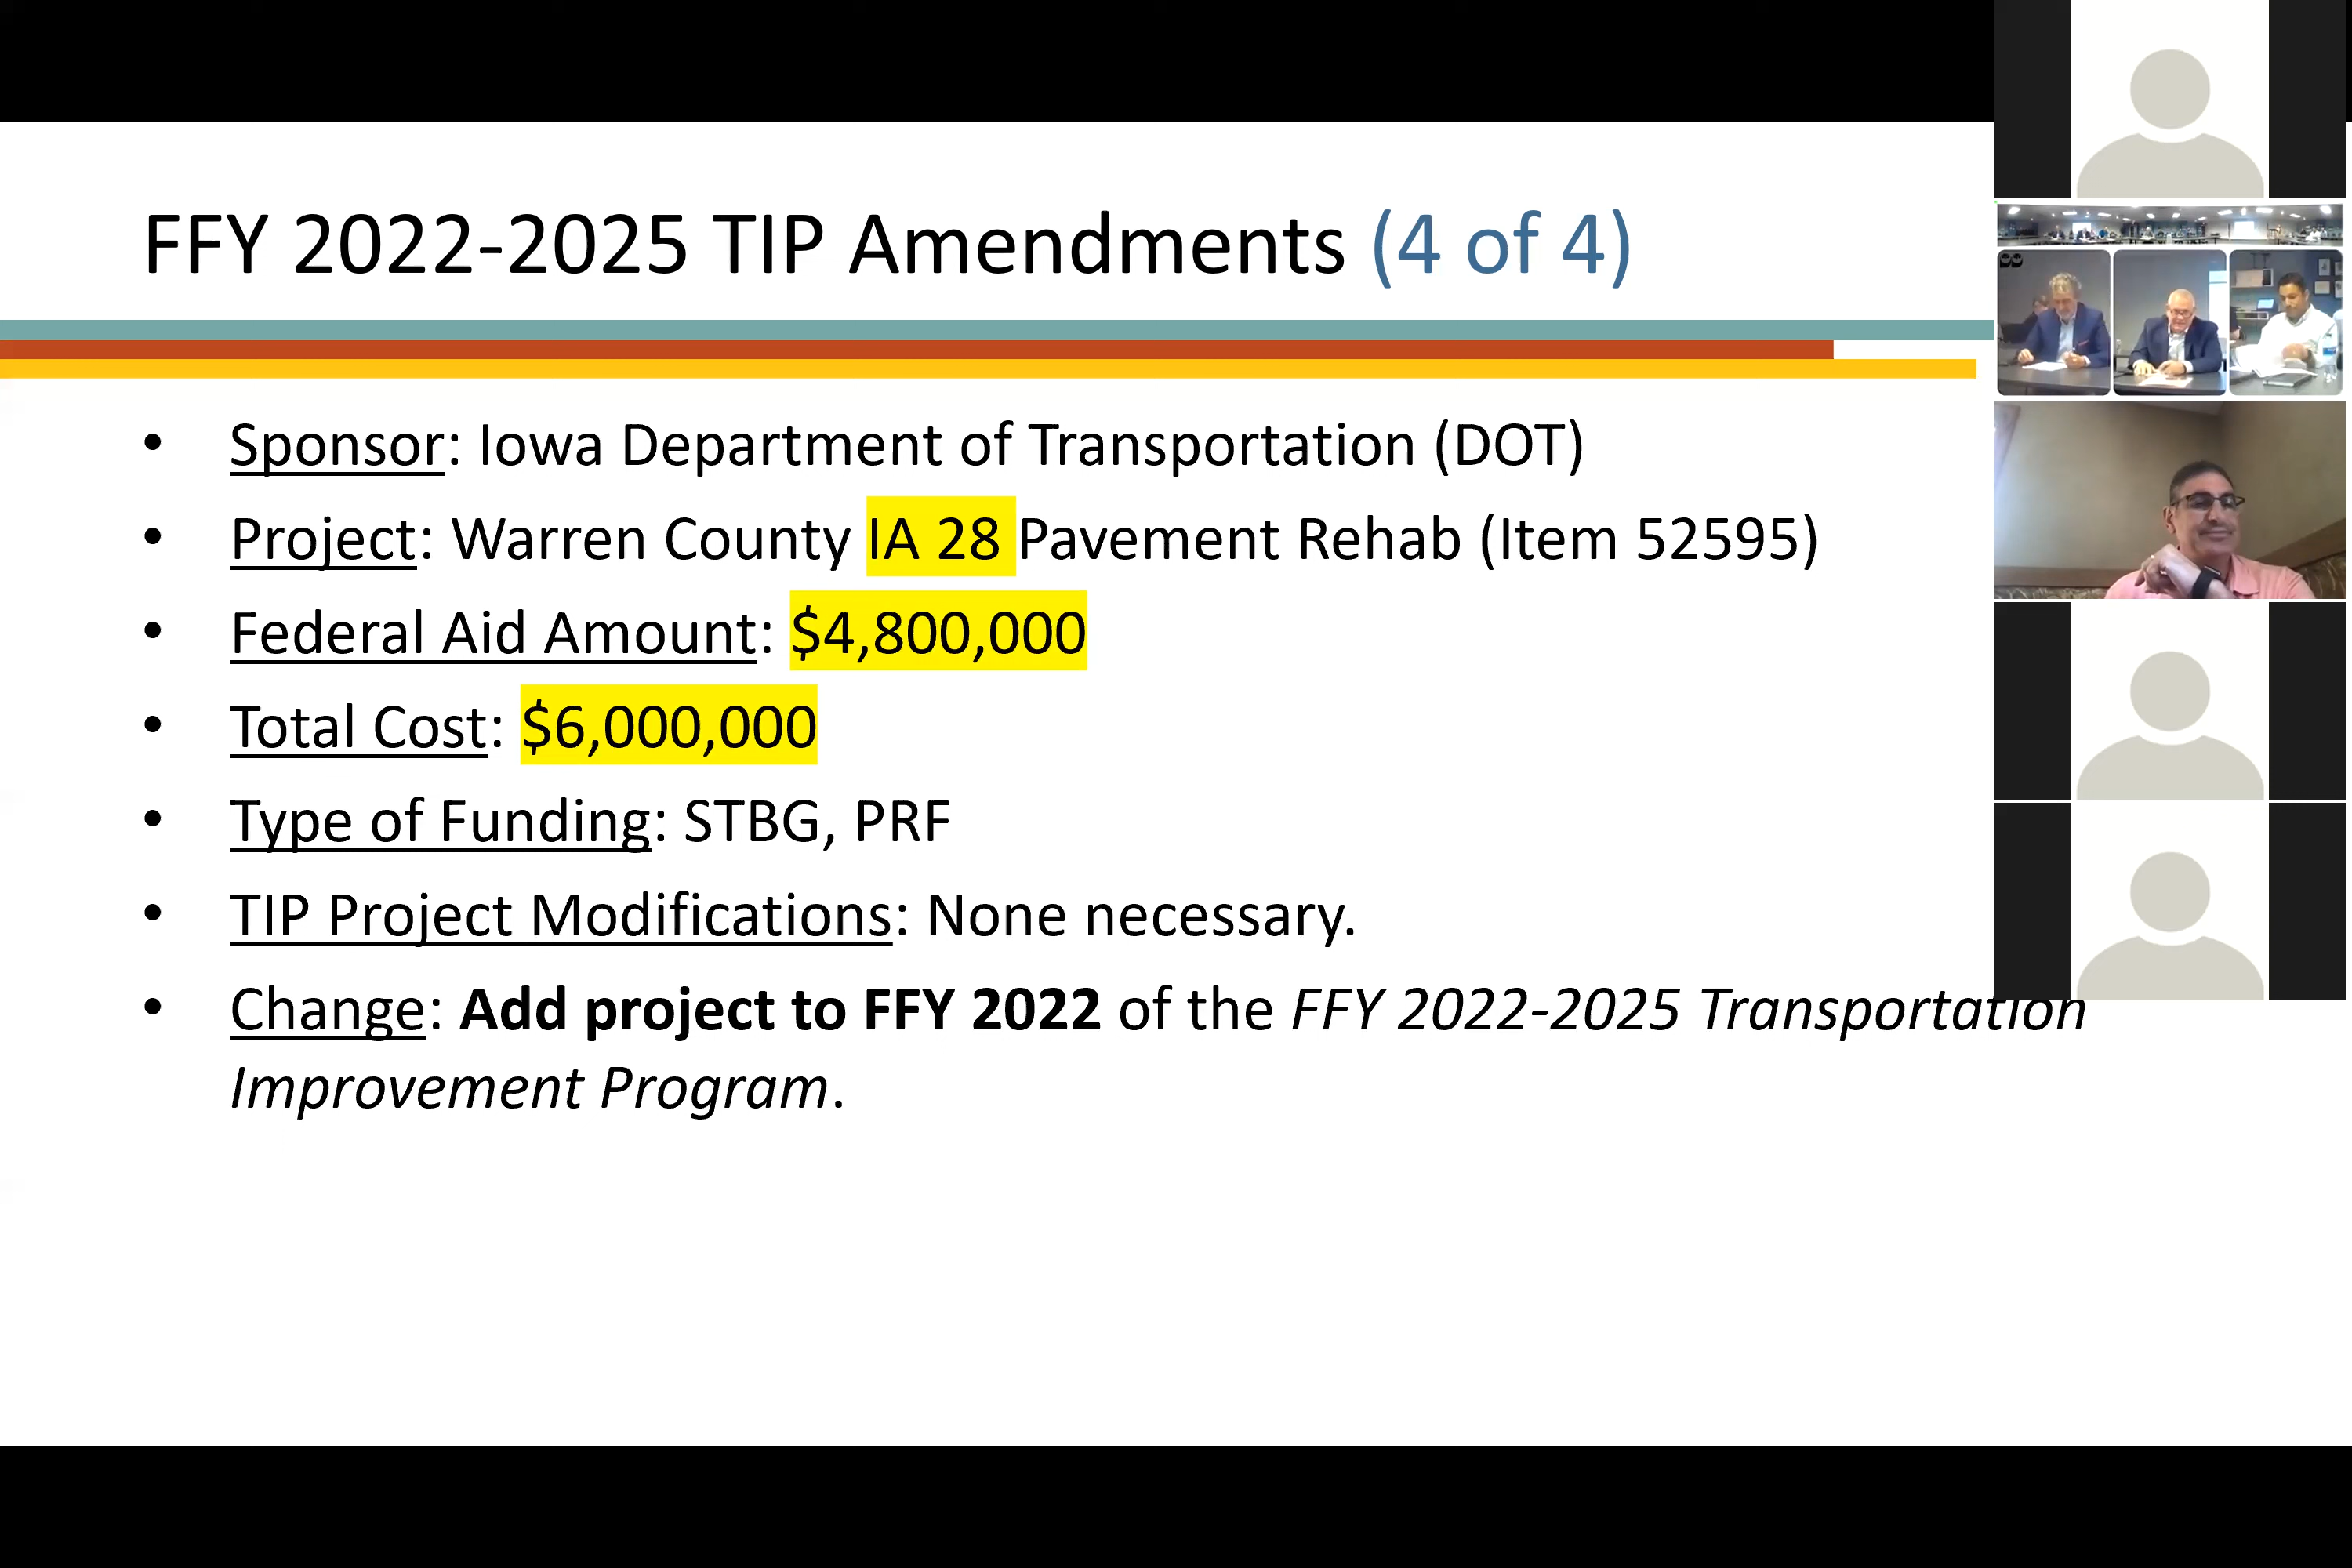 FFY 2022-2025 TIP Amendments (4 of 4)
• Sponsor: Iowa Department of Transportation (DOT)
• Project: Warren County IA 28 Pavement Rehab (Item 52595)
• Federal Aid Amount: $4,800,000
• Total Cost: $6,000,000
• Type of Funding: STBG, PRF
• TIP Project Modifications: None necessary.
• Change: Add project to FFY 2022 of the FFY 2022-2025 Transportation
Improvement Program.